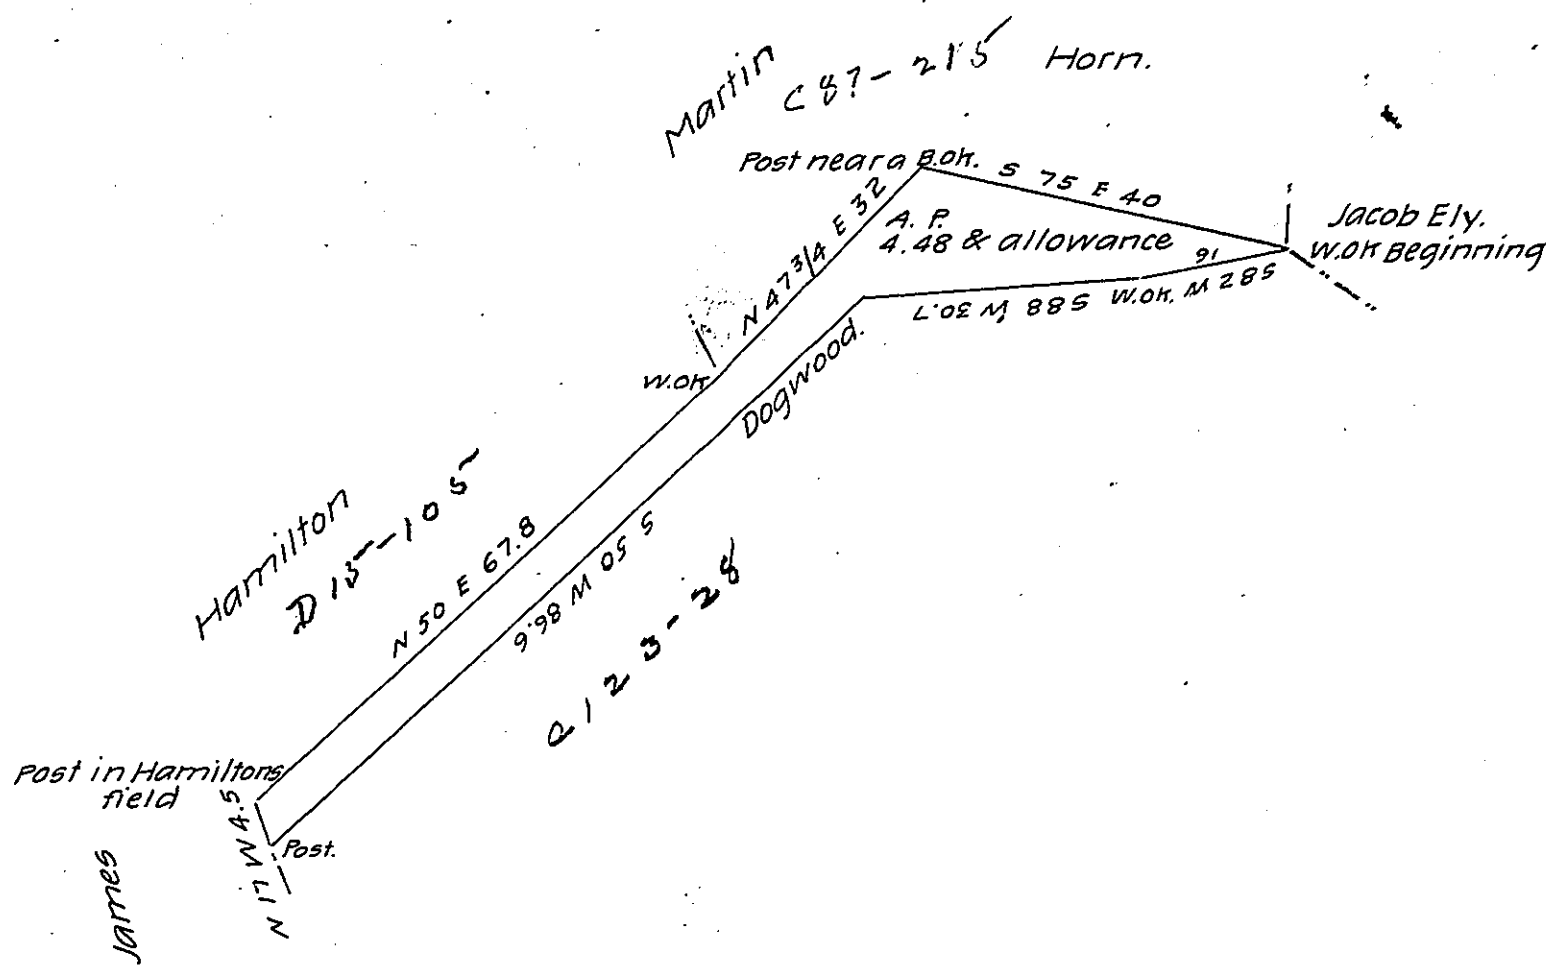 Martin
C87-215
Horn.
Post near a B.ok.
S 75 E 40
A. P.
4.48 & allowance
Jacob Ely.
W.ok Beginning
N 47 3/4 E 32
S 82 W 16
W.ok.
S 88 W 30.7
Dogwood.
W.ok
Hamilton
D15-105
N 50 E 67.8
S 50 W 86.6
C123-28
Post in Hamiltons
field
N 17 W 4.5
Post.
James